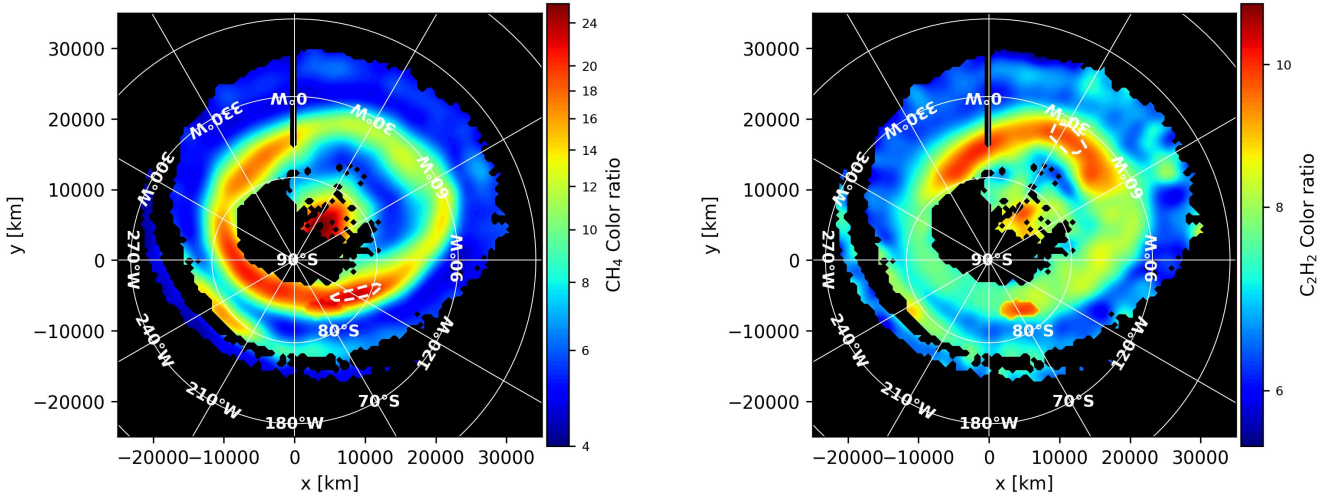 30000
20000
10000
0
−10000
−20000
y [km]
−20000
−10000
0
10000
20000
30000
x [km]
0°W
30°W
60°W
90°W
120°W
180°W
210°W
240°W
270°W
300°W
330°W
90°S
80°S
70°S
24
20
18
16
14
12
10
8
6
4
CH₄ Color ratio
30000
20000
10000
0
−10000
−20000
y [km]
−20000
−10000
0
10000
20000
30000
x [km]
0°W
30°W
60°W
90°W
120°W
180°W
210°W
240°W
270°W
300°W
330°W
90°S
80°S
70°S
10
8
6
C₂H₂ Color ratio